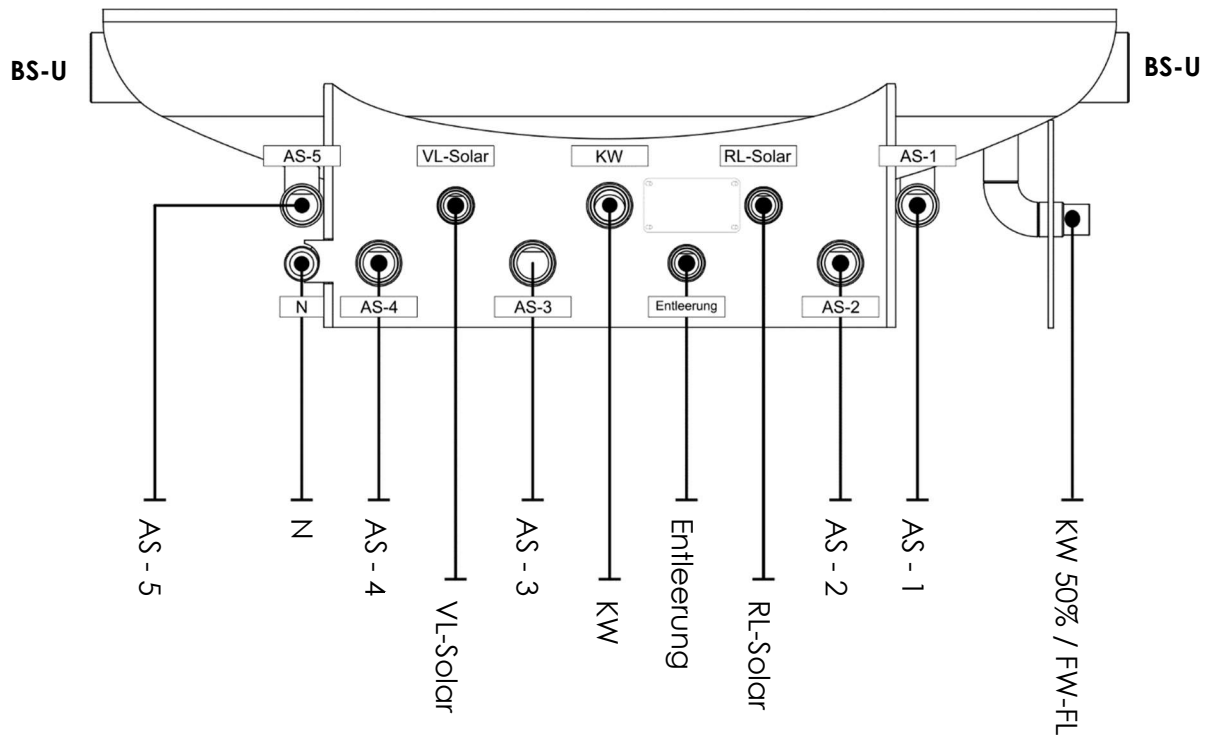 BS-U
BS-U
AS-5
VL-Solar
KW
RL-Solar
AS-1
N
AS-4
AS-3
Entleerung
AS-2
AS - 5
N
AS - 4
VL-Solar
AS - 3
KW
Entleerung
RL-Solar
AS - 2
AS - 1
KW 50% / FW-FL